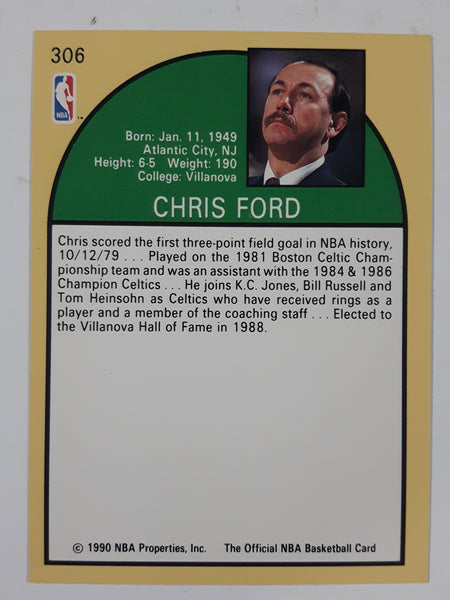 306
NBA
Born: Jan. 11, 1949
Atlantic City, NJ
Height: 6-5 Weight: 190
College: Villanova
CHRIS FORD
Chris scored the first three-point field goal in NBA history,
10/12/79 . . . Played on the 1981 Boston Celtic Cham-
pionship team and was an assistant with the 1984 & 1986
Champion Celtics . . . He joins K.C. Jones, Bill Russell and
Tom Heinsohn as Celtics who have received rings as a
player and a member of the coaching staff . . . Elected to
the Villanova Hall of Fame in 1988.
© 1990 NBA Properties, Inc. The Official NBA Basketball Card